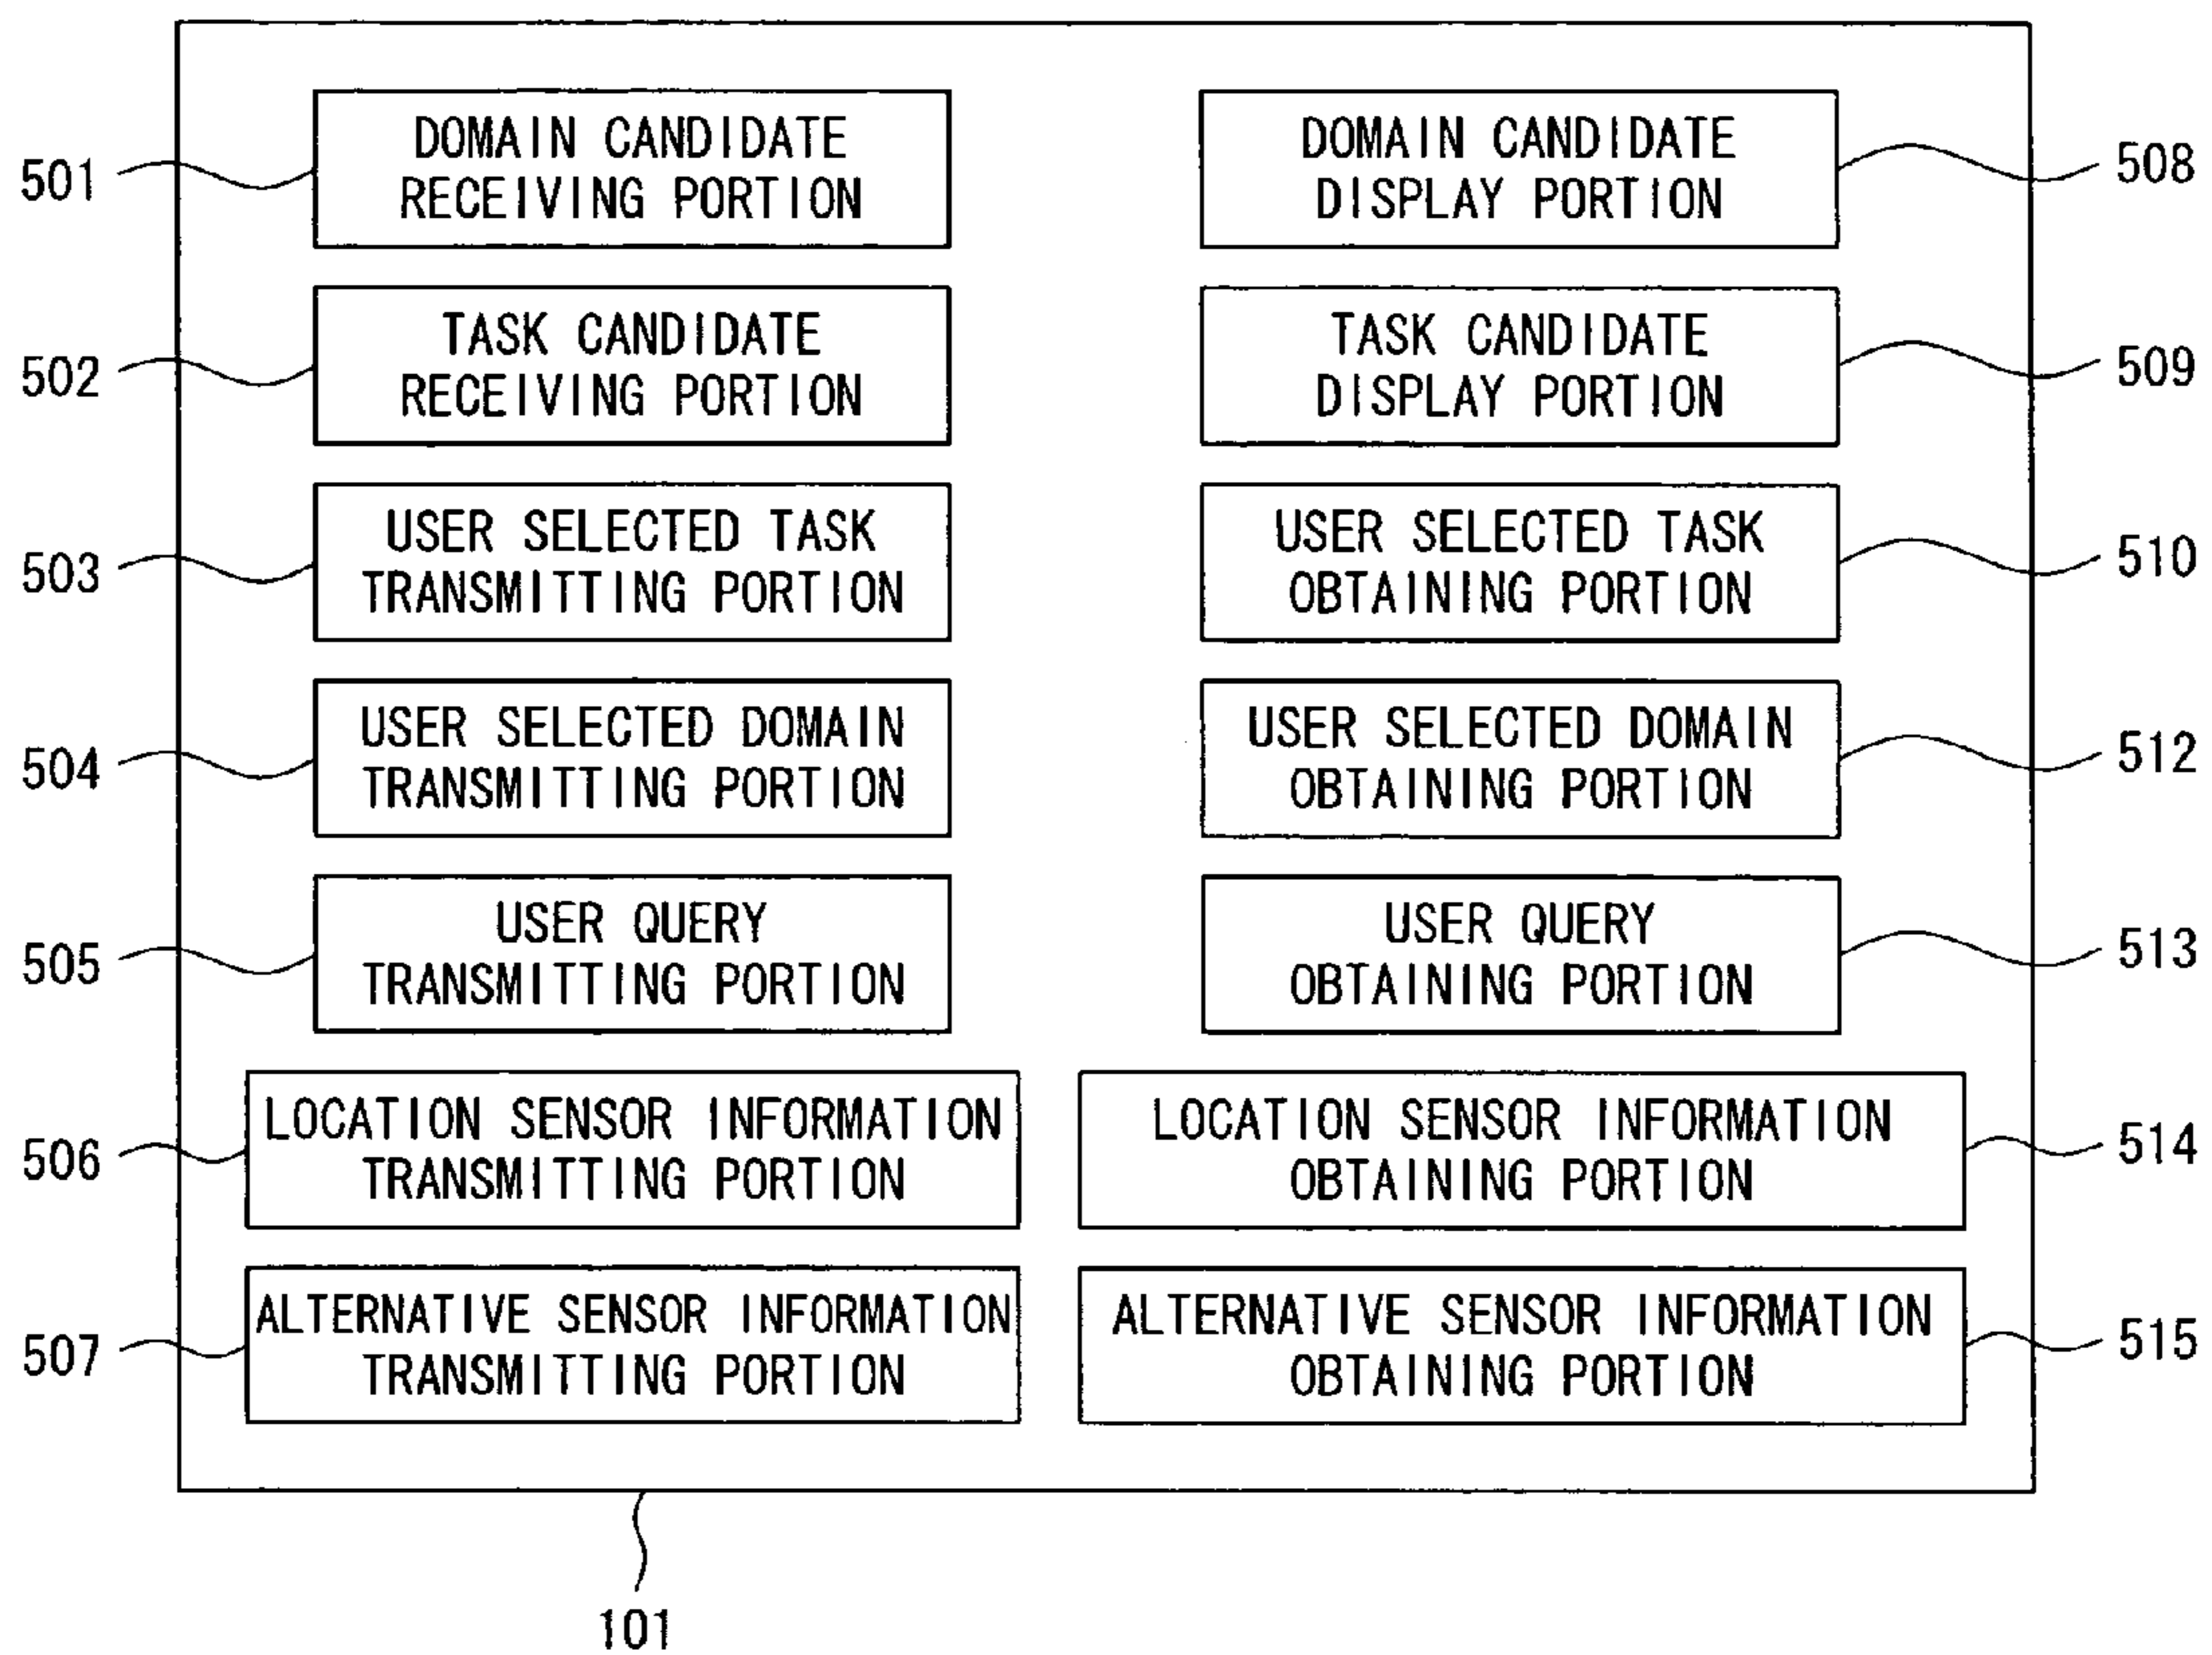 DOMAIN CANDIDATE
RECEIVING PORTION
501
DOMAIN CANDIDATE
DISPLAY PORTION
508
TASK CANDIDATE
RECEIVING PORTION
502
TASK CANDIDATE
DISPLAY PORTION
509
USER SELECTED TASK
TRANSMITTING PORTION
503
USER SELECTED TASK
OBTAINING PORTION
510
USER SELECTED DOMAIN
TRANSMITTING PORTION
504
USER SELECTED DOMAIN
OBTAINING PORTION
512
USER QUERY
TRANSMITTING PORTION
505
USER QUERY
OBTAINING PORTION
513
LOCATION SENSOR INFORMATION
TRANSMITTING PORTION
506
LOCATION SENSOR INFORMATION
OBTAINING PORTION
514
ALTERNATIVE SENSOR INFORMATION
TRANSMITTING PORTION
507
ALTERNATIVE SENSOR INFORMATION
OBTAINING PORTION
515
101